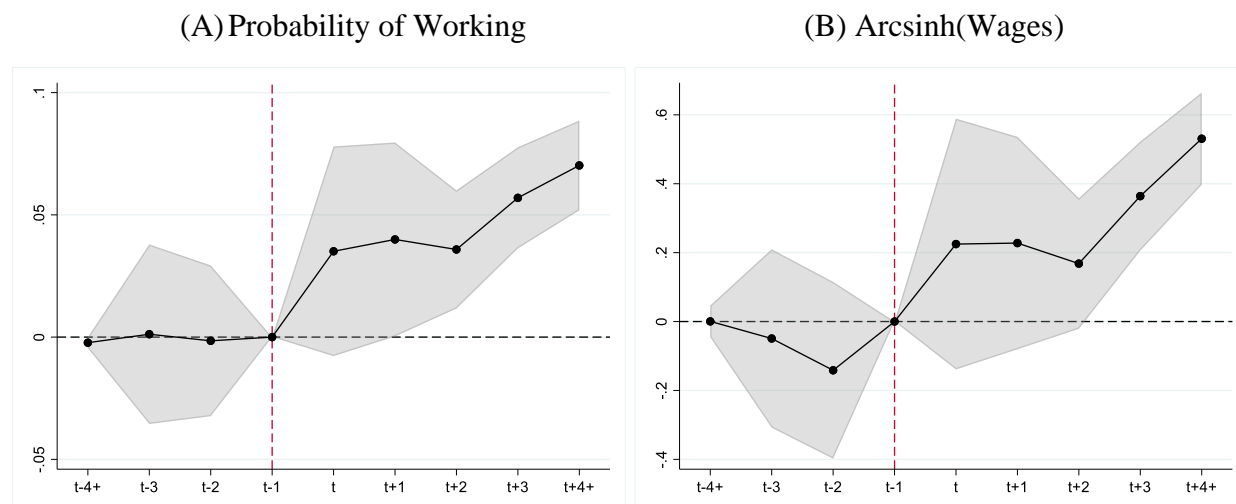 (A) Probability of Working
(B) Arcsinh(Wages)
.1
.05
0
-.05
t-4+ t-3 t-2 t-1 t t+1 t+2 t+3 t+4+
.6
.4
.2
0
-.2
-.4
t-4+ t-3 t-2 t-1 t t+1 t+2 t+3 t+4+